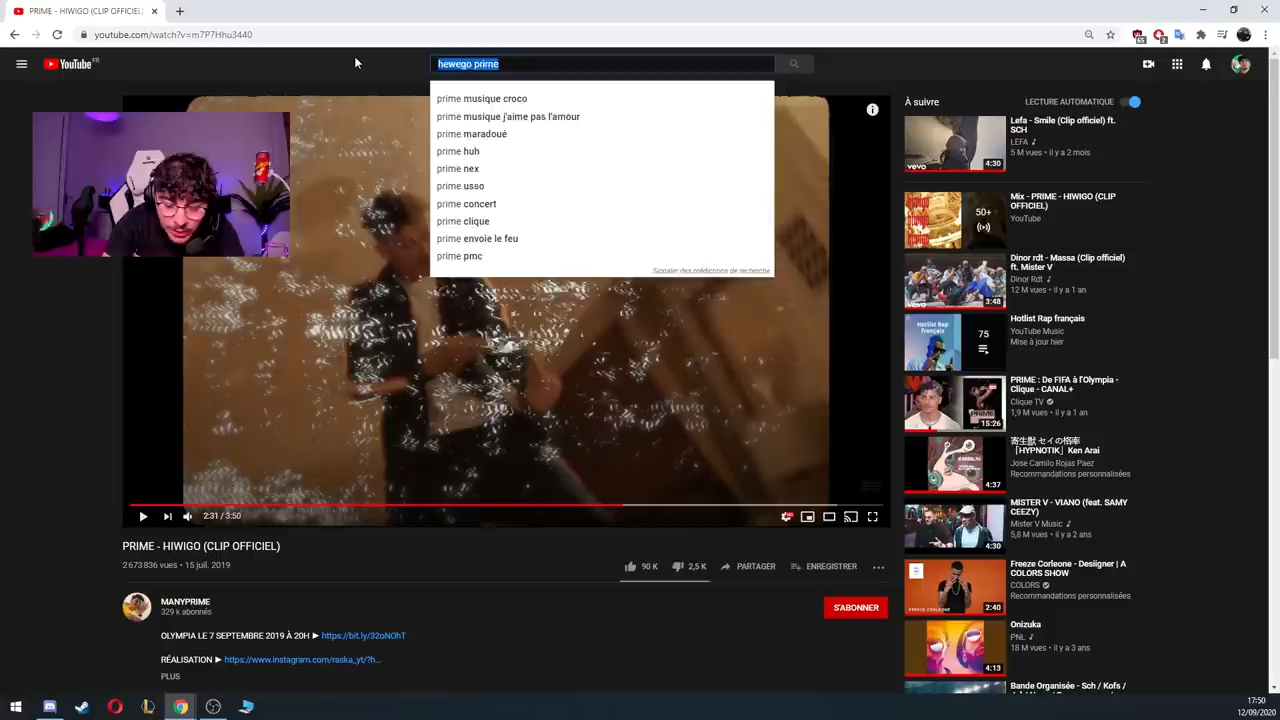 PRIME - HIWIGO (CLIP OFFICIEL)
youtube.com/watch?v=m7P7Hhu3440
65
2
YouTube FR
hewego prime
prime musique croco
prime musique j'aime pas l'amour
prime maradoué
prime huh
prime nex
prime usso
prime concert
prime clique
prime envoie le feu
prime pmc
Signaler des prédictions de recherche
2:31 / 3:50
HD
PRIME - HIWIGO (CLIP OFFICIEL)
2 673 836 vues • 15 juil. 2019
90 K
2,5 K
PARTAGER
ENREGISTRER
MANYPRIME
329 k abonnés
S'ABONNER
OLYMPIA LE 7 SEPTEMBRE 2019 À 20H ► https://bit.ly/32oNOhT
RÉALISATION ► https://www.instagram.com/raska_yt/?h...
PLUS
À suivre
LECTURE AUTOMATIQUE
vevo
4:30
Lefa - Smile (Clip officiel) ft.
SCH
LEFA
5 M vues • il y a 2 mois
50+
Mix - PRIME - HIWIGO (CLIP
OFFICIEL)
YouTube
vevo
3:48
Dinor rdt - Massa (Clip officiel)
ft. Mister V
Dinor Rdt
12 M vues • il y a 1 an
Hotlist
Rap
français
75
Hotlist Rap français
YouTube Music
Mise à jour hier
PRIME
15:26
PRIME : De FIFA à l'Olympia -
Clique - CANAL+
Clique TV
1,9 M vues • il y a 1 an
4:37
寄生獣 セイの格率
「HYPNOTIK」Ken Arai
Jose Camilo Rojas Paez
Recommandations personnalisées
4:30
MISTER V - VIANO (feat. SAMY
CEEZY)
Mister V Music
5,8 M vues • il y a 2 ans
FREEZE CORLEONE
2:40
Freeze Corleone - Desiigner | A
COLORS SHOW
COLORS
Recommandations personnalisées
4:13
Onizuka
PNL
18 M vues • il y a 3 ans
Bande Organisée - Sch / Kofs /
17:50
12/09/2020